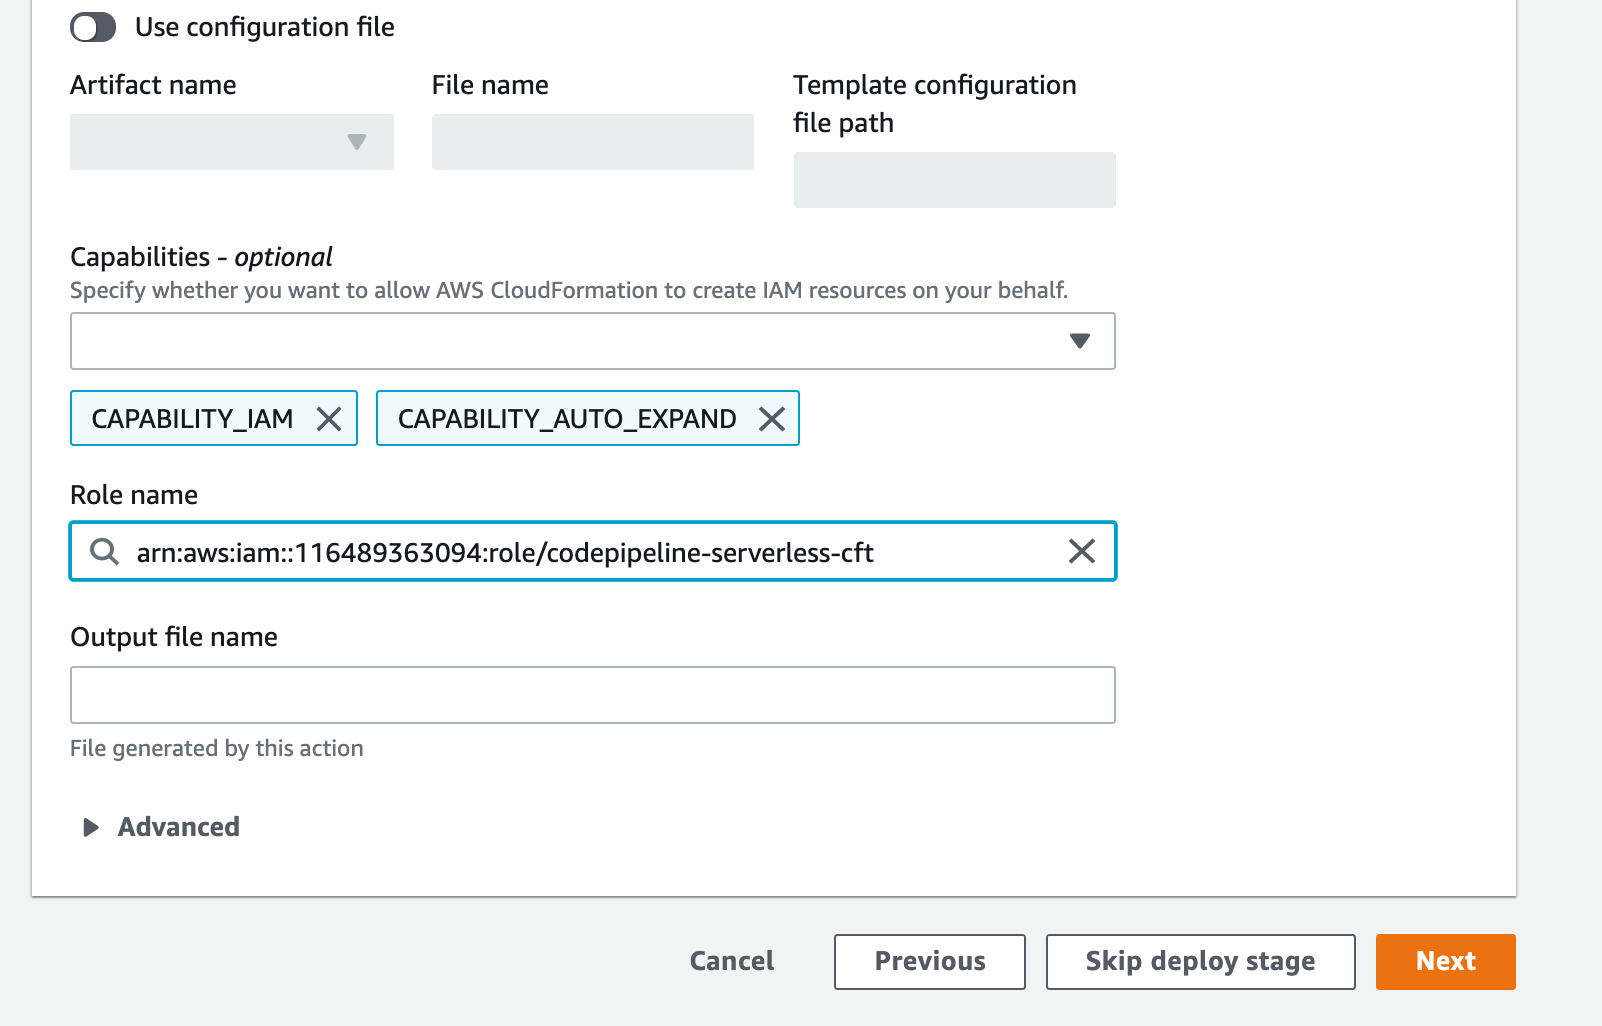 Use configuration file
Artifact name
File name
Template configuration
file path
Capabilities - optional
Specify whether you want to allow AWS CloudFormation to create IAM resources on your behalf.
CAPABILITY_IAM
CAPABILITY_AUTO_EXPAND
Role name
arn:aws:iam::116489363094:role/codepipeline-serverless-cft
Output file name
File generated by this action
Advanced
Cancel
Previous
Skip deploy stage
Next